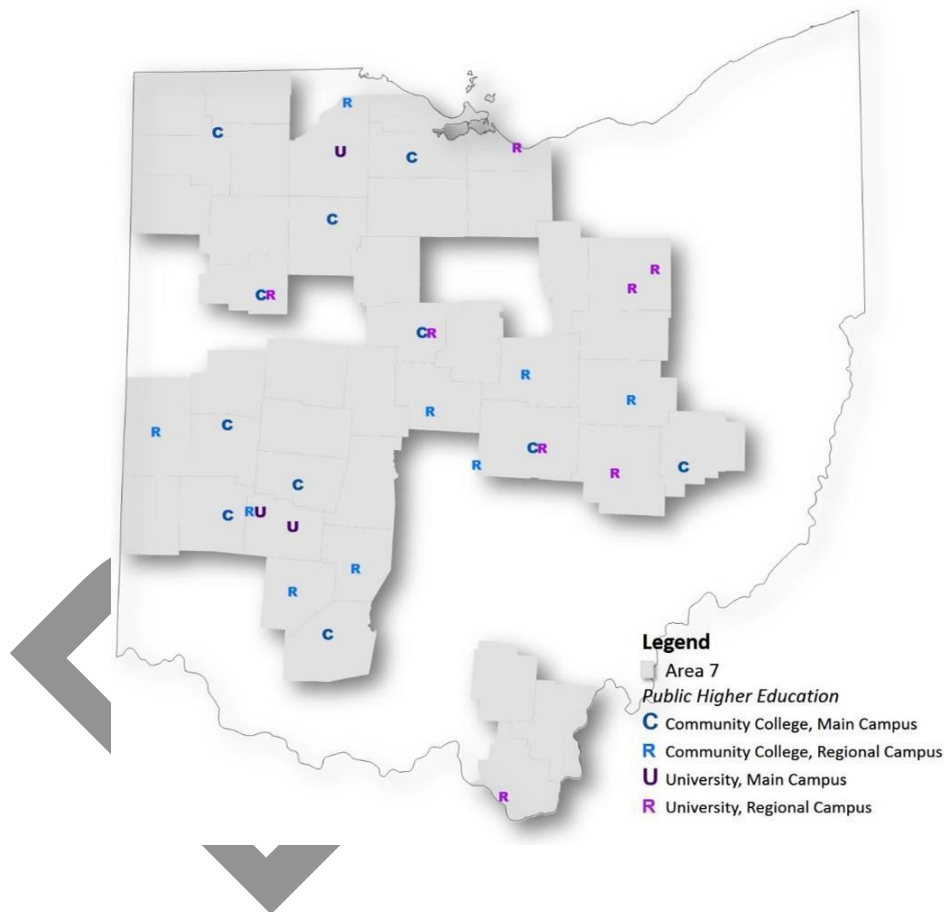 R
C
U
C
R
C
R
R
CR
CR
R
R
R
C
R
CR
R
C
R
C
C
RU
U
R
R
C
R
Legend
Area 7
Public Higher Education
C Community College, Main Campus
R Community College, Regional Campus
U University, Main Campus
R University, Regional Campus